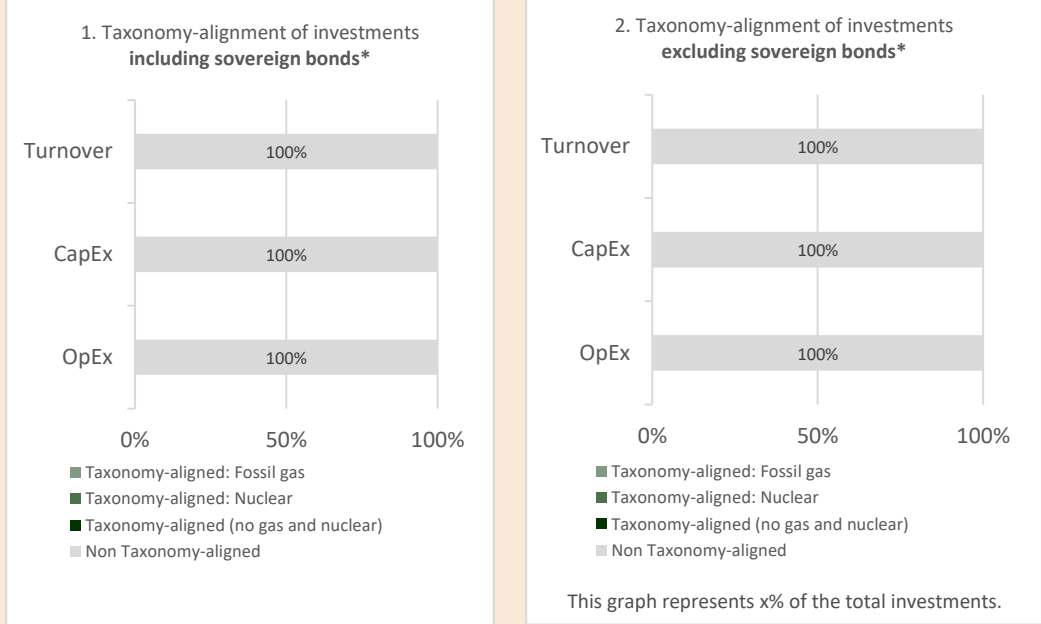 1. Taxonomy-alignment of investments
including sovereign bonds*
Turnover
100%
CapEx
100%
OpEx
100%
0%
50%
100%
Taxonomy-aligned: Fossil gas
Taxonomy-aligned: Nuclear
Taxonomy-aligned (no gas and nuclear)
Non Taxonomy-aligned
2. Taxonomy-alignment of investments
excluding sovereign bonds*
Turnover
100%
CapEx
100%
OpEx
100%
0%
50%
100%
Taxonomy-aligned: Fossil gas
Taxonomy-aligned: Nuclear
Taxonomy-aligned (no gas and nuclear)
Non Taxonomy-aligned
This graph represents x% of the total investments.